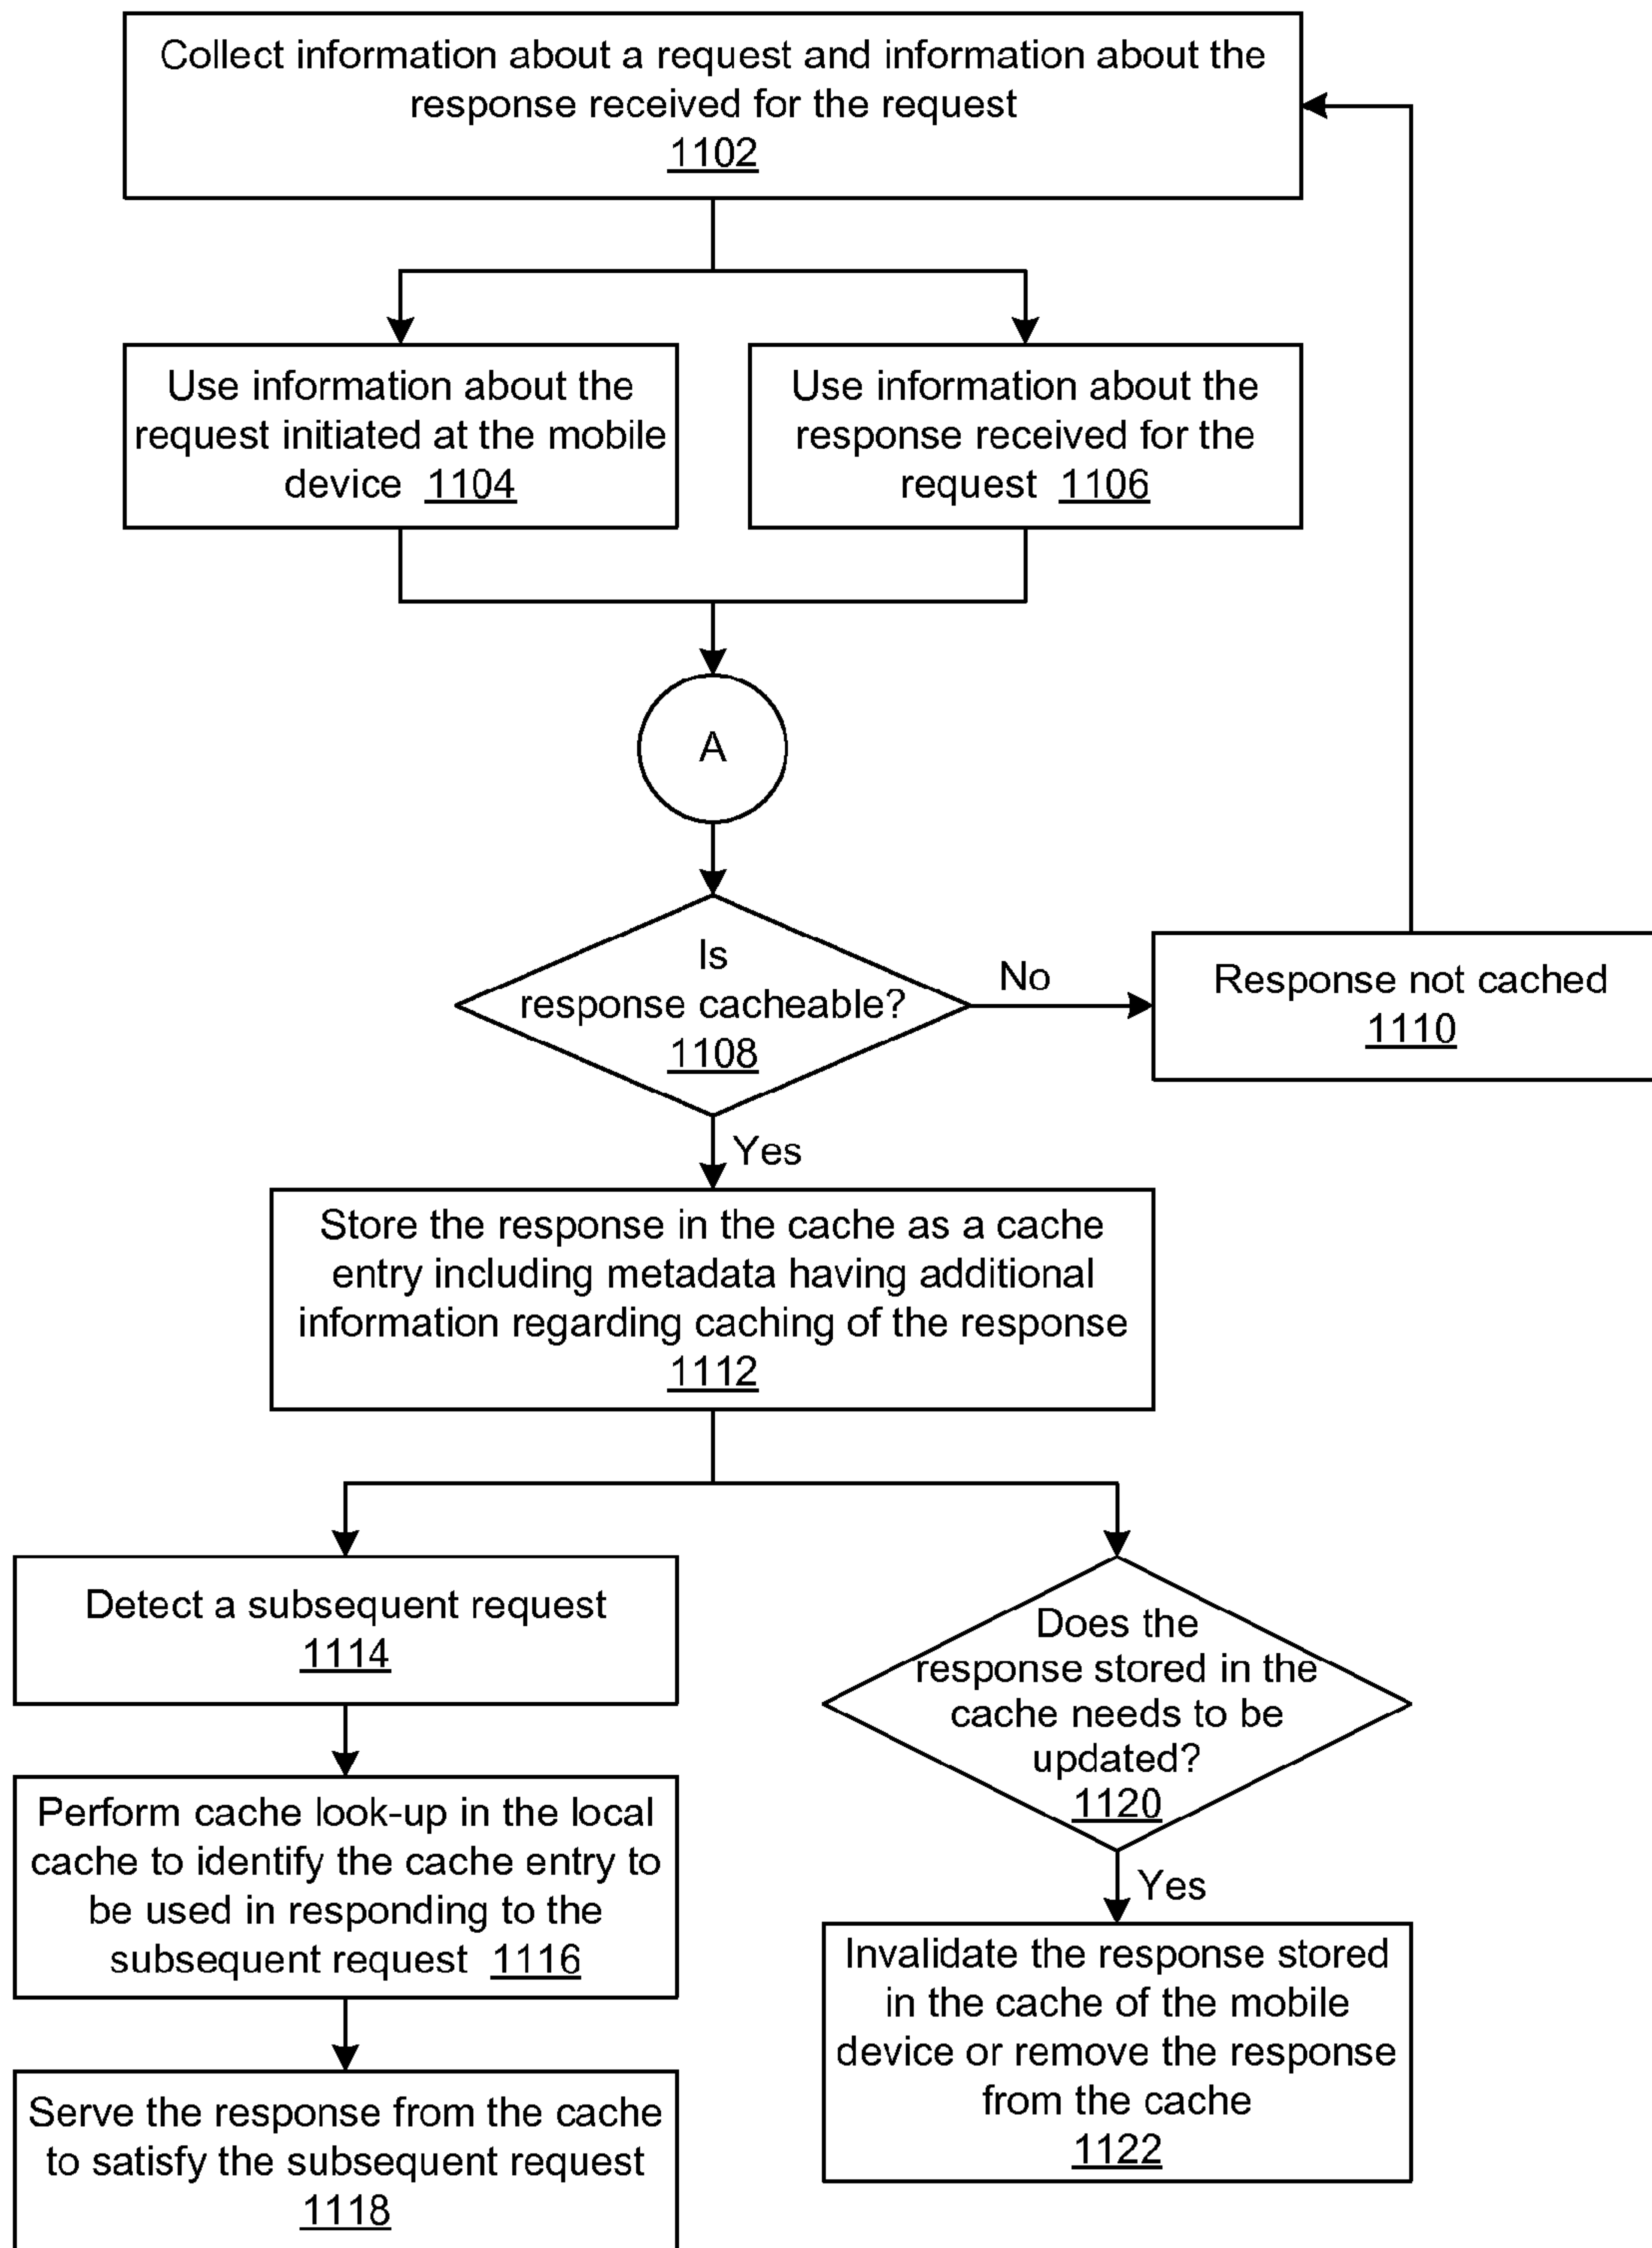 Collect information about a request and information about the
response received for the request
1102
Use information about the
request initiated at the mobile
device 1104
Use information about the
response received for the
request 1106
A
Is
response cacheable?
1108
No
Response not cached
1110
Yes
Store the response in the cache as a cache
entry including metadata having additional
information regarding caching of the response
1112
Detect a subsequent request
1114
Does the
response stored in the
cache needs to be
updated?
1120
Perform cache look-up in the local
cache to identify the cache entry to
be used in responding to the
subsequent request 1116
Yes
Invalidate the response stored
in the cache of the mobile
device or remove the response
from the cache
1122
Serve the response from the cache
to satisfy the subsequent request
1118